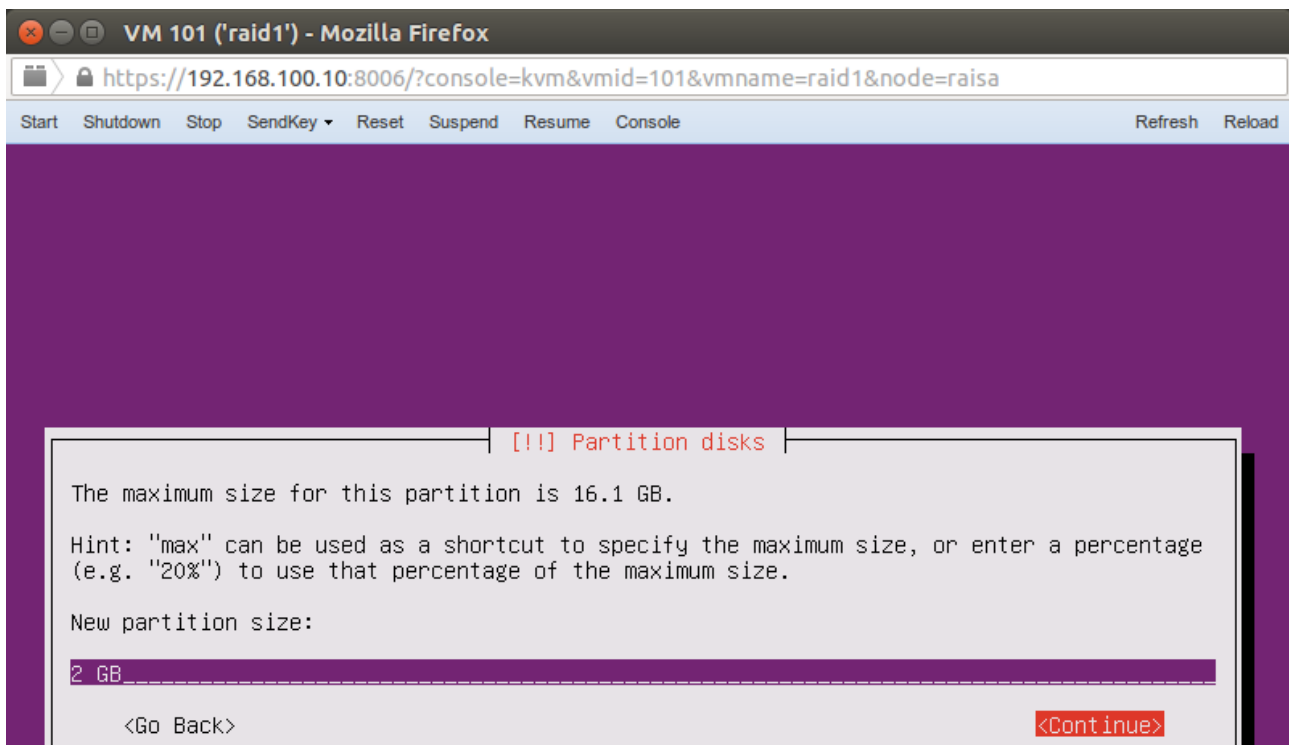 VM 101 ('raid1') - Mozilla Firefox
https://192.168.100.10:8006/?console=kvm&vmid=101&vmname=raid1&node=raisa
Start Shutdown Stop SendKey Reset Suspend Resume Console Refresh Reload
[!!] Partition disks
The maximum size for this partition is 16.1 GB.
Hint: "max" can be used as a shortcut to specify the maximum size, or enter a percentage
(e.g. "20%") to use that percentage of the maximum size.
New partition size:
2 GB
<Go Back> <Continue>